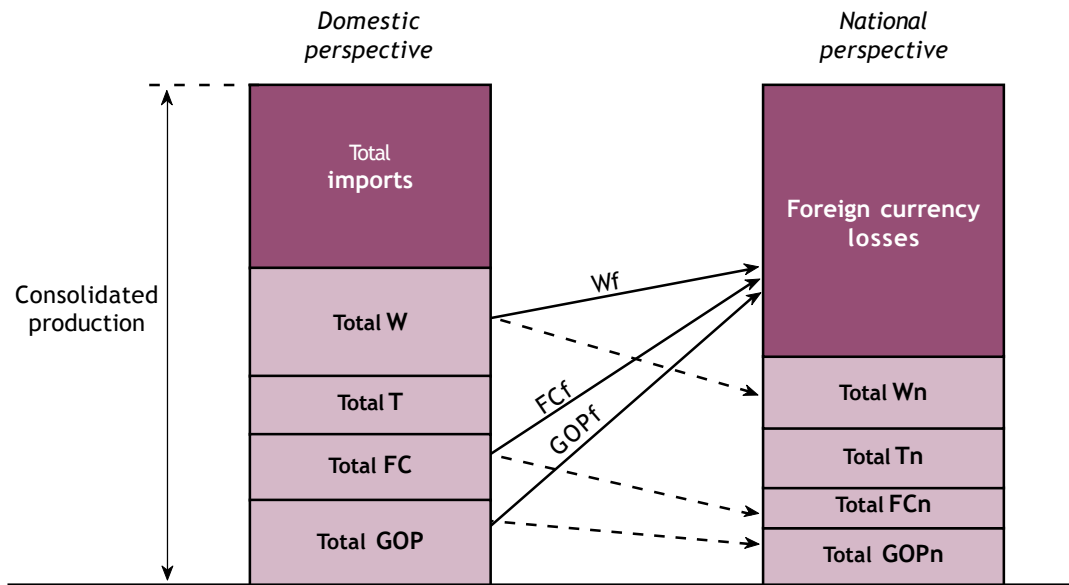 Domestic
perspective
National
perspective
Total
imports
Foreign currency
losses
Wf
Consolidated
production
Total W
Total Wn
Total T
FCf
GOPf
Total Tn
Total FC
Total FCn
Total GOP
Total GOPn